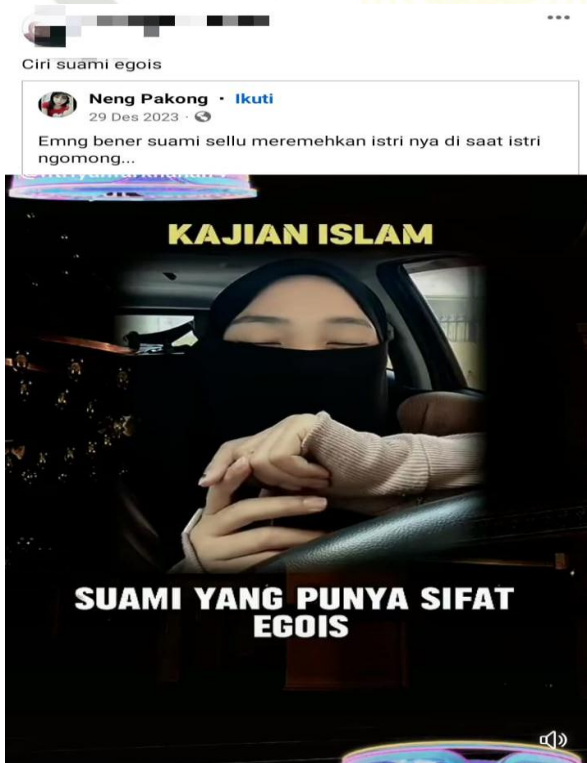 Ciri suami egois
Neng Pakong · Ikuti
29 Des 2023 ·
Emng bener suami sellu meremehkan istri nya di saat istri
ngomong...
KAJIAN ISLAM
SUAMI YANG PUNYA SIFAT
EGOIS